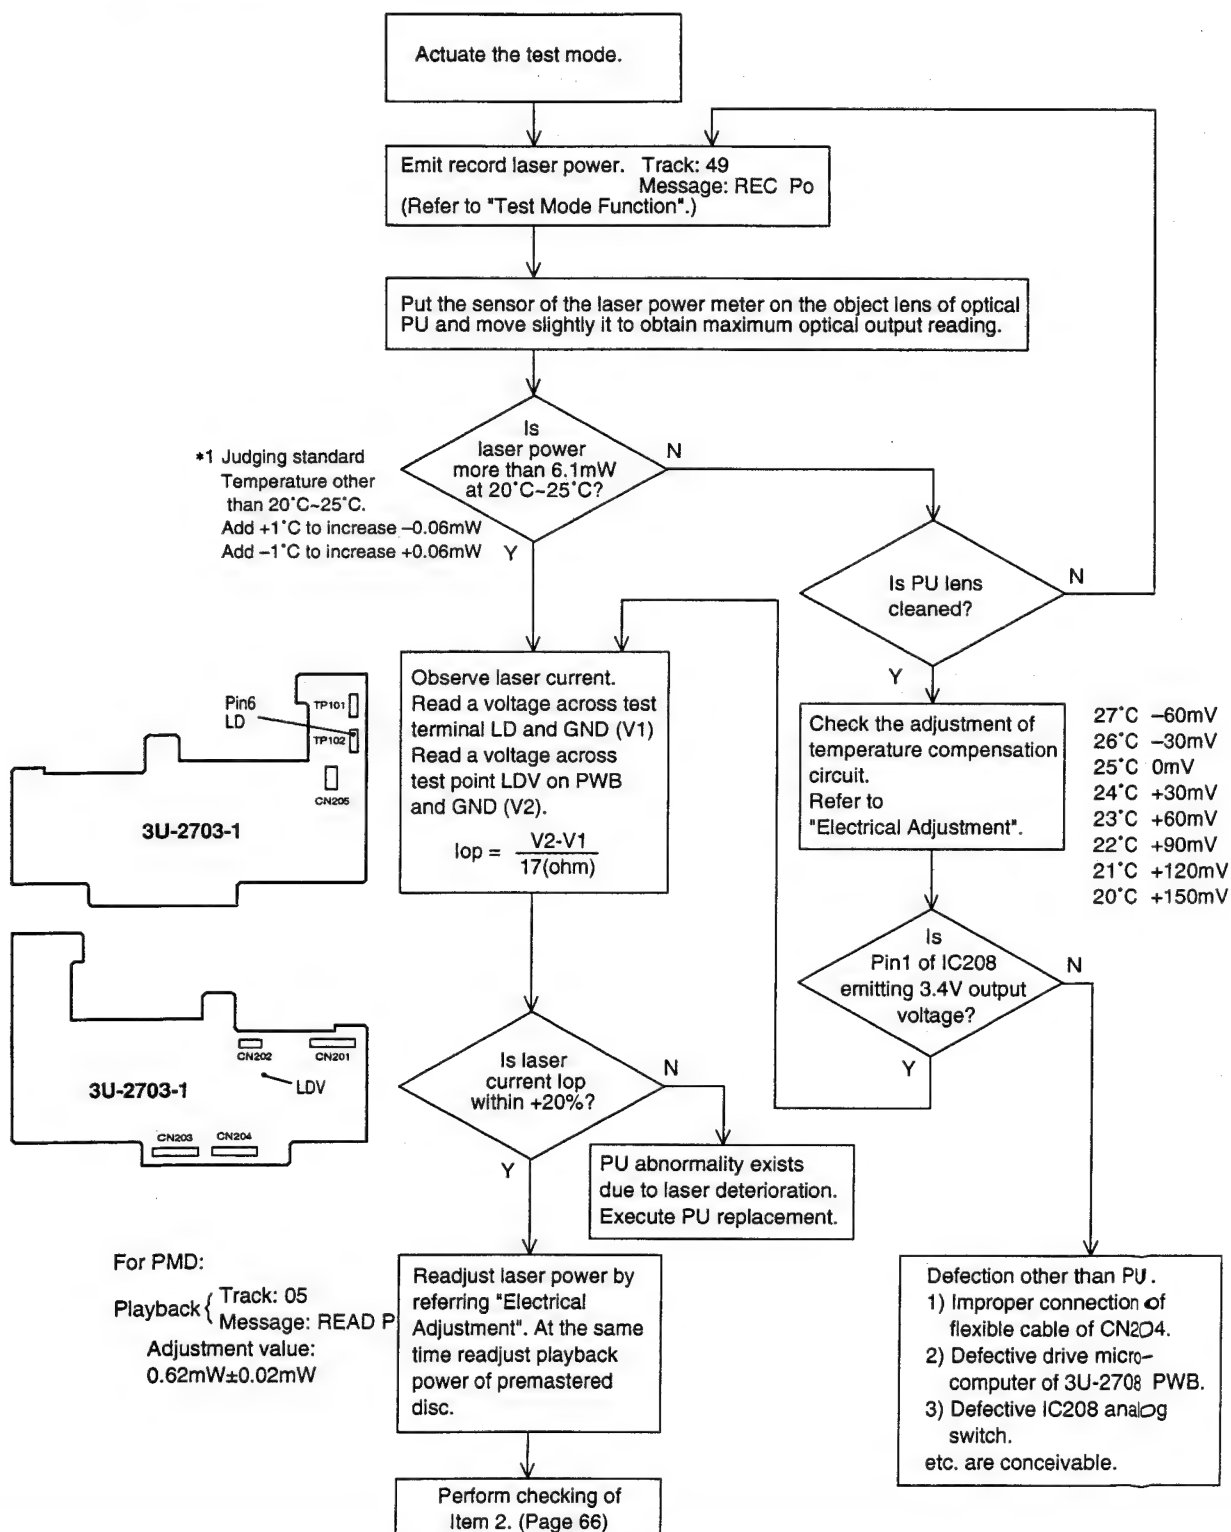 Actuate the test mode.
Emit record laser power. Track: 49
Message: REC Po
(Refer to "Test Mode Function".)
Put the sensor of the laser power meter on the object lens of optical
PU and move slightly it to obtain maximum optical output reading.
Is
laser power
more than 6.1mW
at 20°C~25°C?
N
Y
*1 Judging standard
Temperature other
than 20°C~25°C.
Add +1°C to increase –0.06mW
Add –1°C to increase +0.06mW
Is PU lens
cleaned?
N
Y
Observe laser current.
Read a voltage across test
terminal LD and GND (V1)
Read a voltage across
test point LDV on PWB
and GND (V2).
Iop = V2-V1
17(ohm)
Pin6
LD
TP101
TP102
CN205
3U-2703-1
Check the adjustment of
temperature compensation
circuit.
Refer to
"Electrical Adjustment".
27°C –60mV
26°C –30mV
25°C 0mV
24°C +30mV
23°C +60mV
22°C +90mV
21°C +120mV
20°C +150mV
Is
Pin1 of IC208
emitting 3.4V output
voltage?
N
Y
CN202
CN201
3U-2703-1
LDV
CN203
CN204
Is laser
current Iop
within +20%?
N
Y
PU abnormality exists
due to laser deterioration.
Execute PU replacement.
For PMD:
Playback { Track: 05
Message: READ P
Adjustment value:
0.62mW±0.02mW
Readjust laser power by
referring "Electrical
Adjustment". At the same
time readjust playback
power of premastered
disc.
Defection other than PU.
1) Improper connection of
flexible cable of CN204.
2) Defective drive micro-
computer of 3U-2708 PWB.
3) Defective IC208 analog
switch.
etc. are conceivable.
Perform checking of
Item 2. (Page 66)